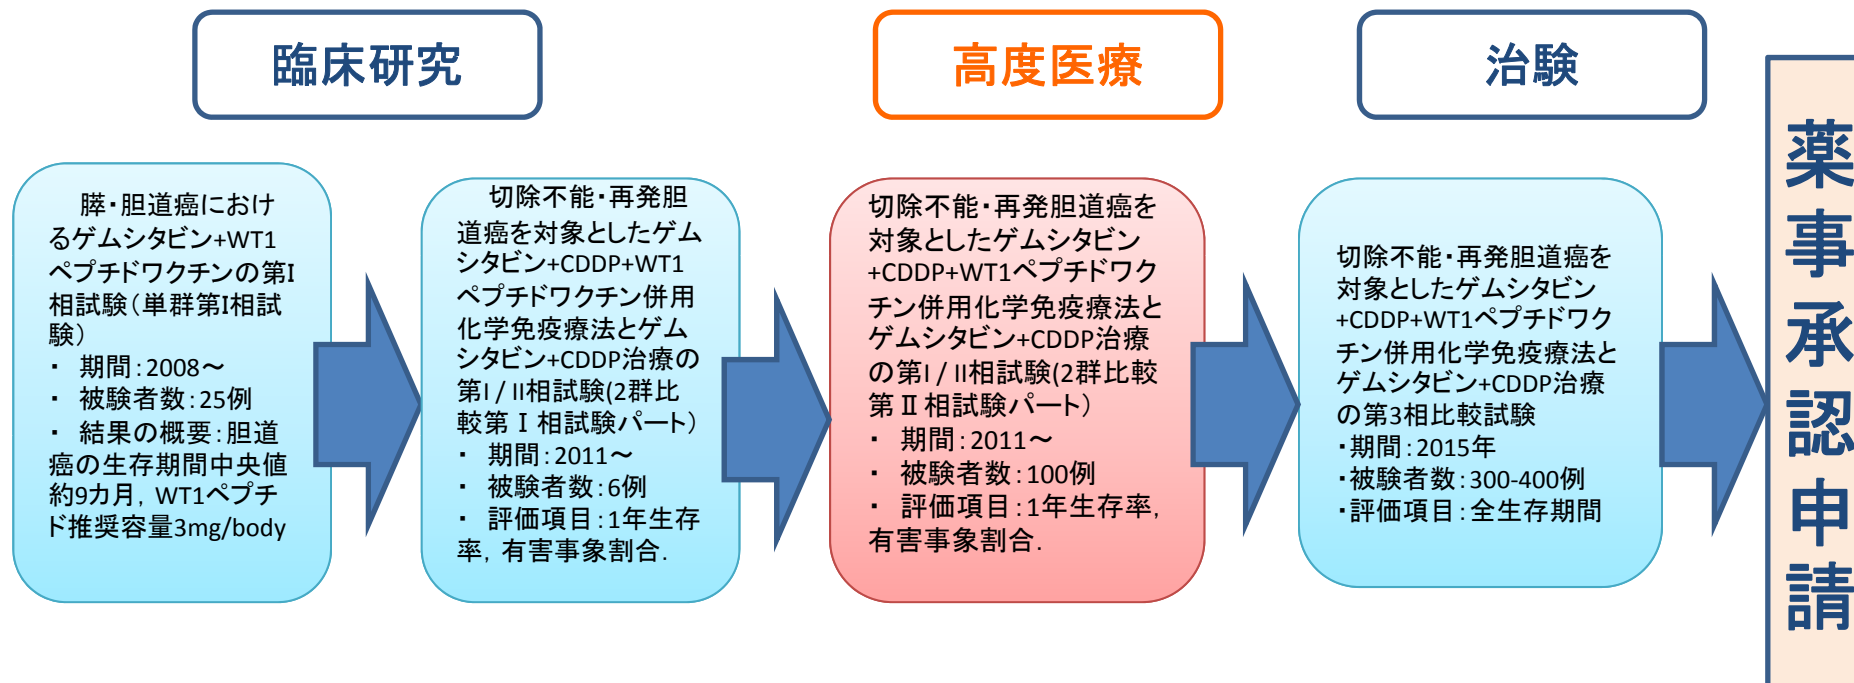 臨床研究
高度医療
治験
膵・胆道癌におけ
るゲムシタビン+WT1
ペプチドワクチンの第I
相試験（単群第I相試
験）
・ 期間：2008～
・ 被験者数：25例
・ 結果の概要：胆道
癌の生存期間中央値
約9カ月，WT1ペプチ
ド推奨容量3mg/body
切除不能・再発胆
道癌を対象としたゲム
シタビン+CDDP+WT1
ペプチドワクチン併用
化学免疫療法とゲム
シタビン+CDDP治療の
第I / II相試験(2群比
較第Ⅰ相試験パート）
・ 期間：2011～
・ 被験者数：6例
・ 評価項目：1年生存
率，有害事象割合．
切除不能・再発胆道癌を
対象としたゲムシタビン
+CDDP+WT1ペプチドワク
チン併用化学免疫療法と
ゲムシタビン+CDDP治療
の第I / II相試験(2群比較
第Ⅱ相試験パート）
・ 期間：2011～
・ 被験者数：100例
・ 評価項目：1年生存率，
有害事象割合．
切除不能・再発胆道癌を
対象としたゲムシタビン
+CDDP+WT1ペプチドワク
チン併用化学免疫療法と
ゲムシタビン+CDDP治療
の第3相比較試験
・期間：2015年
・被験者数：300-400例
・評価項目：全生存期間
薬事承認申請